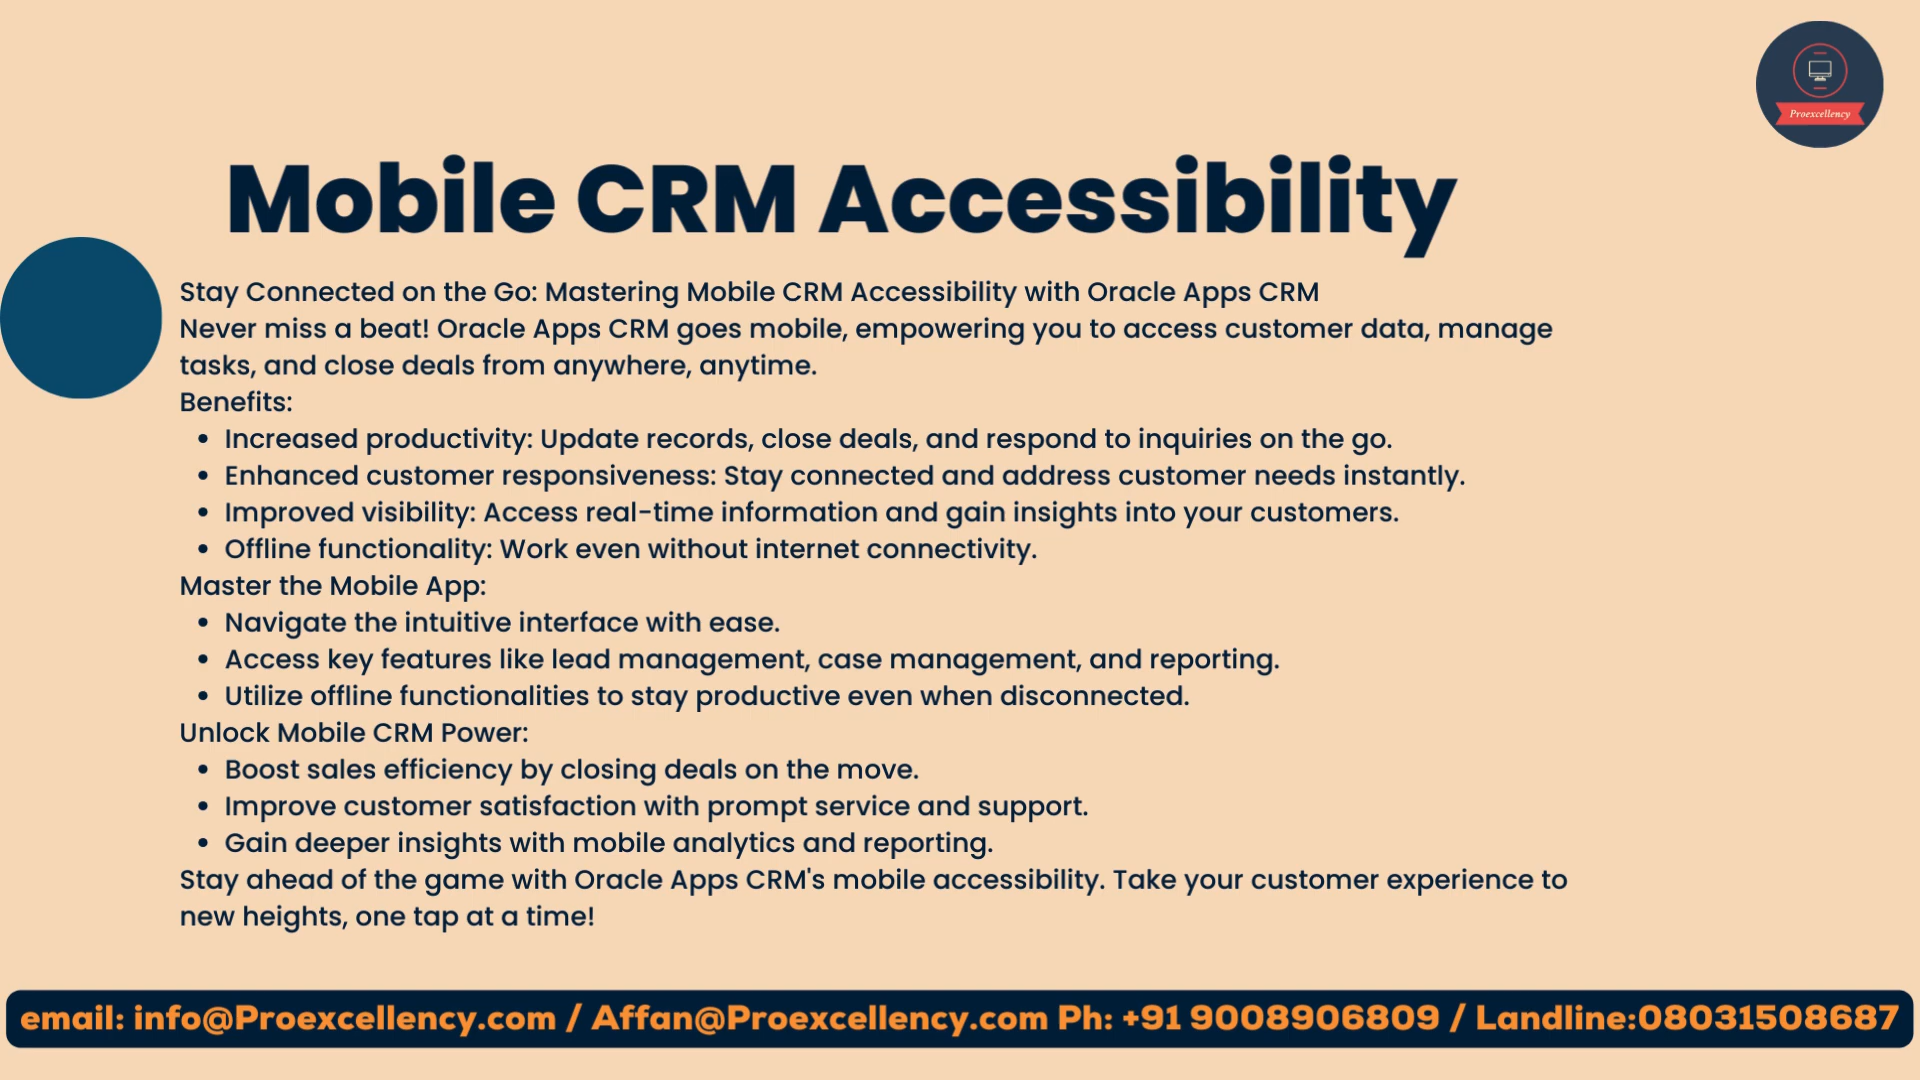 Proexcellency
Mobile CRM Accessibility
Stay Connected on the Go: Mastering Mobile CRM Accessibility with Oracle Apps CRM
Never miss a beat! Oracle Apps CRM goes mobile, empowering you to access customer data, manage
tasks, and close deals from anywhere, anytime.
Benefits:
• Increased productivity: Update records, close deals, and respond to inquiries on the go.
• Enhanced customer responsiveness: Stay connected and address customer needs instantly.
• Improved visibility: Access real-time information and gain insights into your customers.
• Offline functionality: Work even without internet connectivity.
Master the Mobile App:
• Navigate the intuitive interface with ease.
• Access key features like lead management, case management, and reporting.
• Utilize offline functionalities to stay productive even when disconnected.
Unlock Mobile CRM Power:
• Boost sales efficiency by closing deals on the move.
• Improve customer satisfaction with prompt service and support.
• Gain deeper insights with mobile analytics and reporting.
Stay ahead of the game with Oracle Apps CRM's mobile accessibility. Take your customer experience to
new heights, one tap at a time!
email: info@Proexcellency.com / Affan@Proexcellency.com Ph: +91 9008906809 / Landline:08031508687